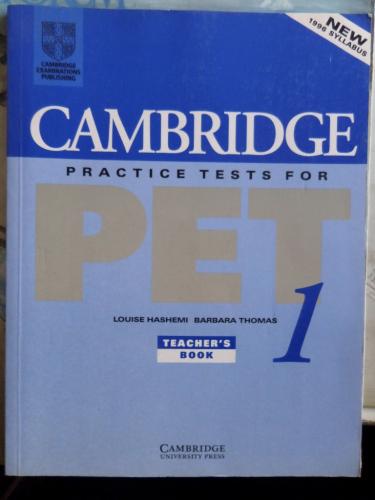 CAMBRIDGE
EXAMINATIONS
PUBLISHING
NEW
1996 SYLLABUS
CAMBRIDGE
PRACTICE TESTS FOR
PET
1
LOUISE HASHEMI BARBARA THOMAS
TEACHER'S
BOOK
CAMBRIDGE
UNIVERSITY PRESS